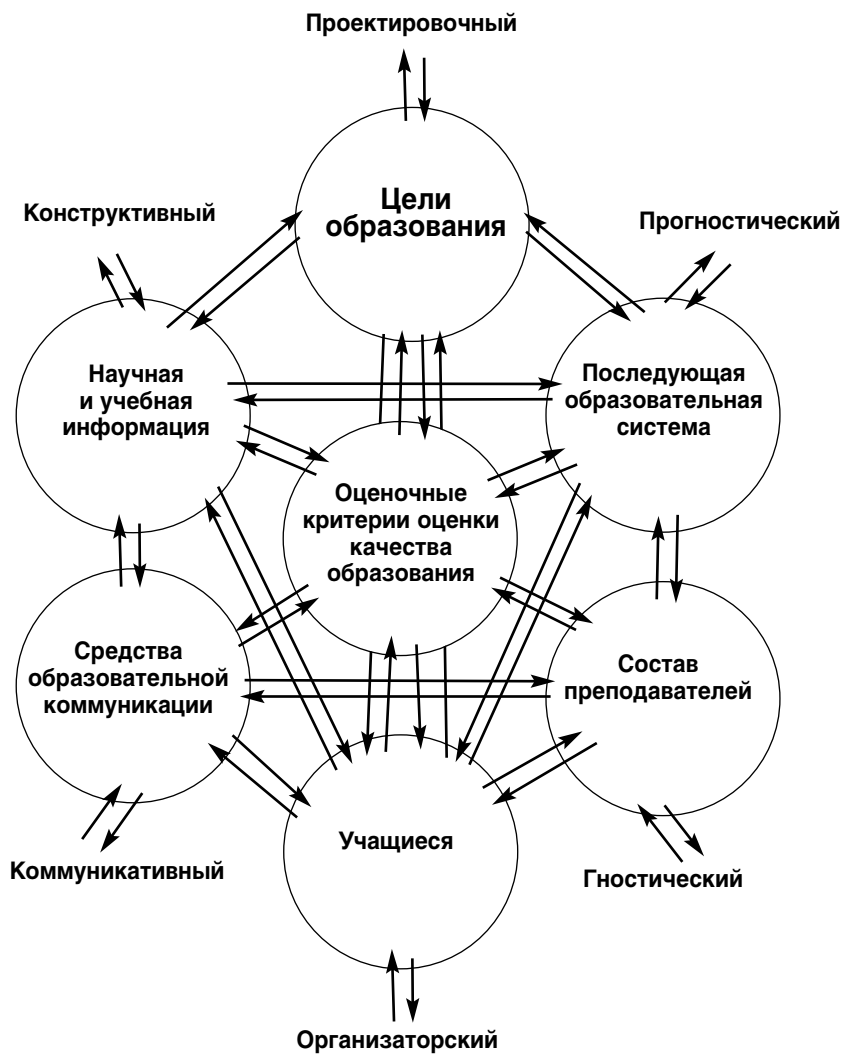 Проектировочный
Цели
образования
Конструктивный
Прогностический
Научная
и учебная
информация
Последующая
образовательная
система
Оценочные
критерии оценки
качества
образования
Средства
образовательной
коммуникации
Состав
преподавателей
Учащиеся
Коммуникативный
Гностический
Организаторский